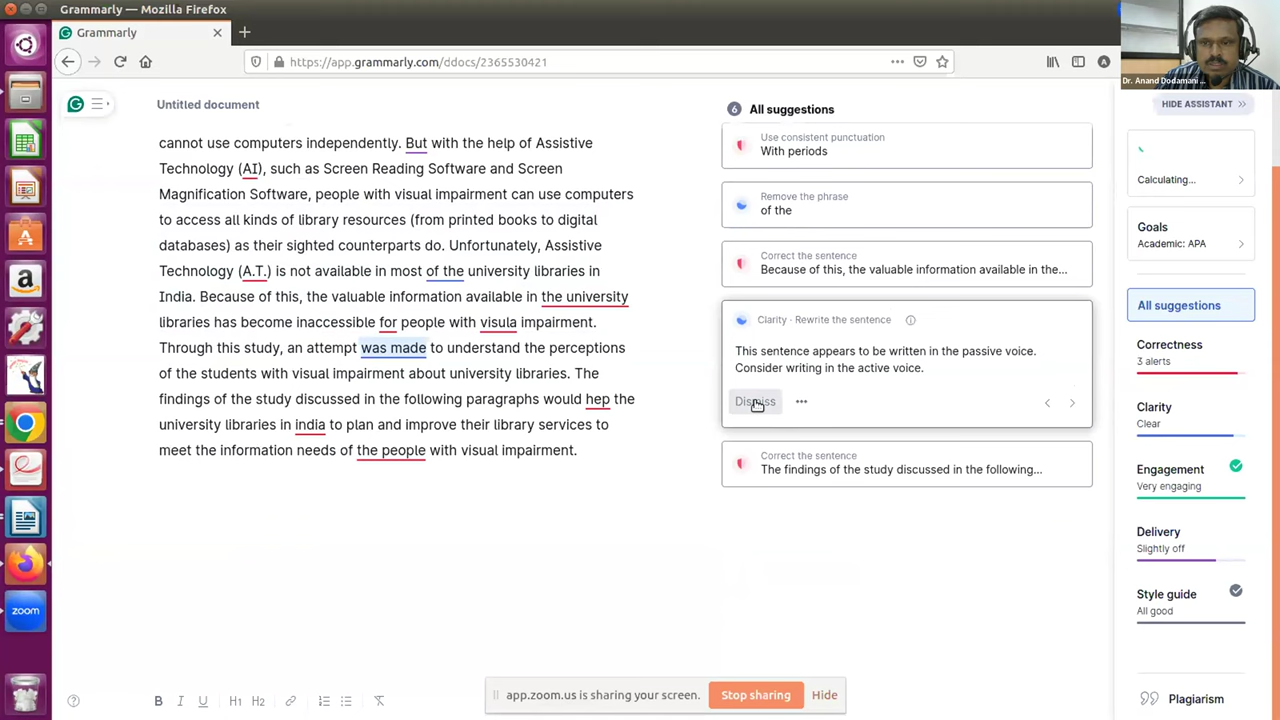 Grammarly — Mozilla Firefox
Grammarly
https://app.grammarly.com/ddocs/2365530421
Dr. Anand Dodamani ...
Untitled document
cannot use computers independently. But with the help of Assistive
Technology (AI), such as Screen Reading Software and Screen
Magnification Software, people with visual impairment can use computers
to access all kinds of library resources (from printed books to digital
databases) as their sighted counterparts do. Unfortunately, Assistive
Technology (A.T.) is not available in most of the university libraries in
India. Because of this, the valuable information available in the university
libraries has become inaccessible for people with visula impairment.
Through this study, an attempt was made to understand the perceptions
of the students with visual impairment about university libraries. The
findings of the study discussed in the following paragraphs would hep the
university libraries in india to plan and improve their library services to
meet the information needs of the people with visual impairment.
6 All suggestions
Use consistent punctuation
With periods
Remove the phrase
of the
Correct the sentence
Because of this, the valuable information available in the...
Clarity · Rewrite the sentence
This sentence appears to be written in the passive voice.
Consider writing in the active voice.
Dismiss
Correct the sentence
The findings of the study discussed in the following...
HIDE ASSISTANT
Calculating...
Goals
Academic: APA
All suggestions
Correctness
3 alerts
Clarity
Clear
Engagement
Very engaging
Delivery
Slightly off
Style guide
All good
Plagiarism
B I U H1 H2
app.zoom.us is sharing your screen. Stop sharing Hide
zoom